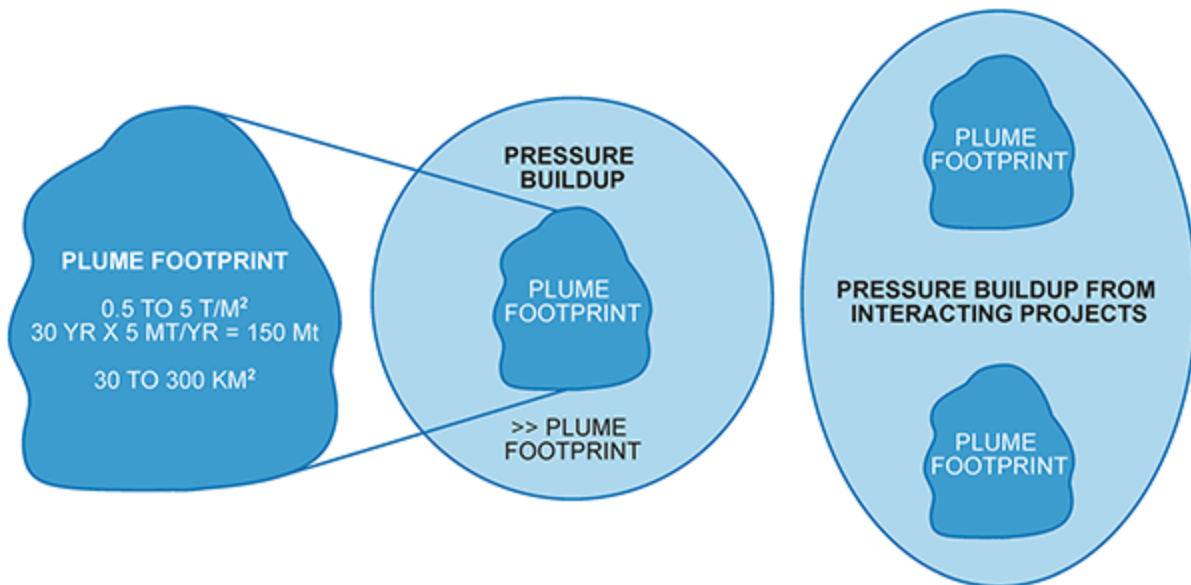 PLUME FOOTPRINT
0.5 TO 5 T/M²
30 YR X 5 MT/YR = 150 Mt
30 TO 300 KM²
PRESSURE
BUILDUP
PLUME
FOOTPRINT
>> PLUME
FOOTPRINT
PLUME
FOOTPRINT
PRESSURE BUILDUP FROM
INTERACTING PROJECTS
PLUME
FOOTPRINT